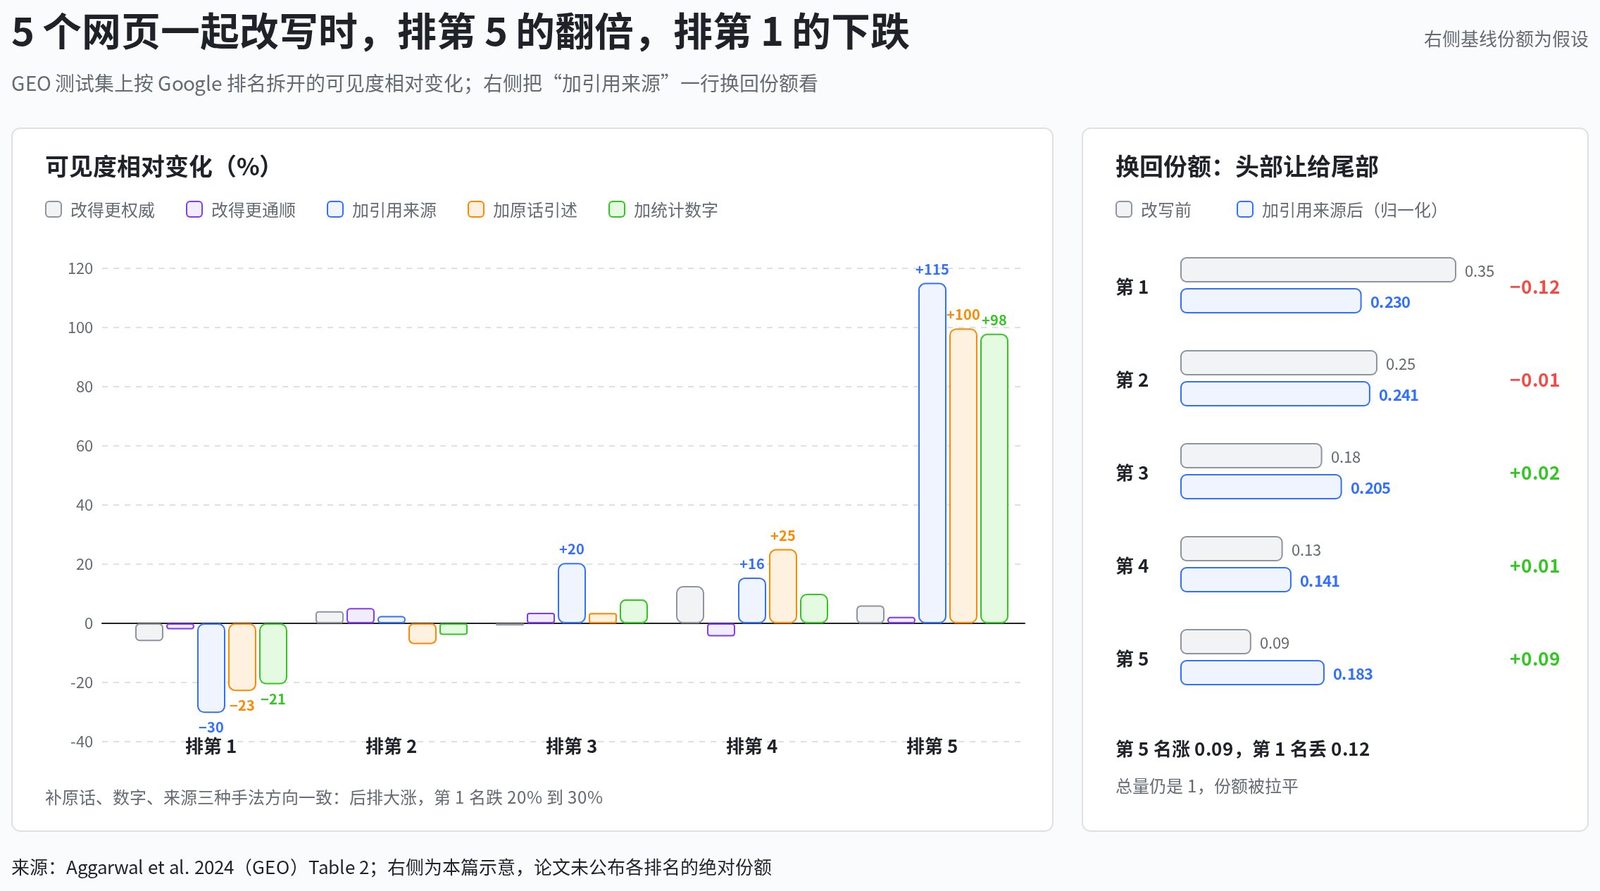 5 个网页一起改写时，排第 5 的翻倍，排第 1 的下跌
右侧基线份额为假设
GEO 测试集上按 Google 排名拆开的可见度相对变化；右侧把“加引用来源”一行换回份额看
可见度相对变化（%）
改得更权威 改得更通顺 加引用来源 加原话引述 加统计数字
120
100
80
60
40
20
0
-20
-40
−30
−23
−21
+20
+16
+25
+115
+100
+98
排第 1 排第 2 排第 3 排第 4 排第 5
补原话、数字、来源三种手法方向一致：后排大涨，第 1 名跌 20% 到 30%
换回份额：头部让给尾部
改写前 加引用来源后（归一化）
第 1 0.35 0.230 −0.12
第 2 0.25 0.241 −0.01
第 3 0.18 0.205 +0.02
第 4 0.13 0.141 +0.01
第 5 0.09 0.183 +0.09
第 5 名涨 0.09，第 1 名丢 0.12
总量仍是 1，份额被拉平
来源：Aggarwal et al. 2024（GEO）Table 2；右侧为本篇示意，论文未公布各排名的绝对份额